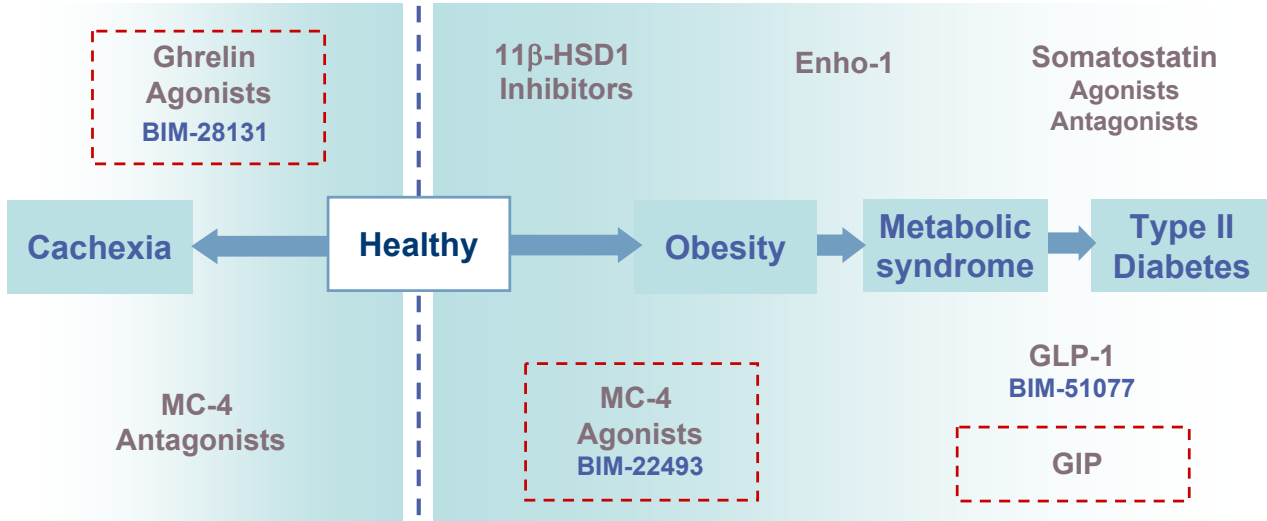 Ghrelin
Agonists
BIM-28131
11β-HSD1
Inhibitors
Enho-1
Somatostatin
Agonists
Antagonists
Cachexia
Healthy
Obesity
Metabolic
syndrome
Type II
Diabetes
MC-4
Antagonists
MC-4
Agonists
BIM-22493
GLP-1
BIM-51077
GIP